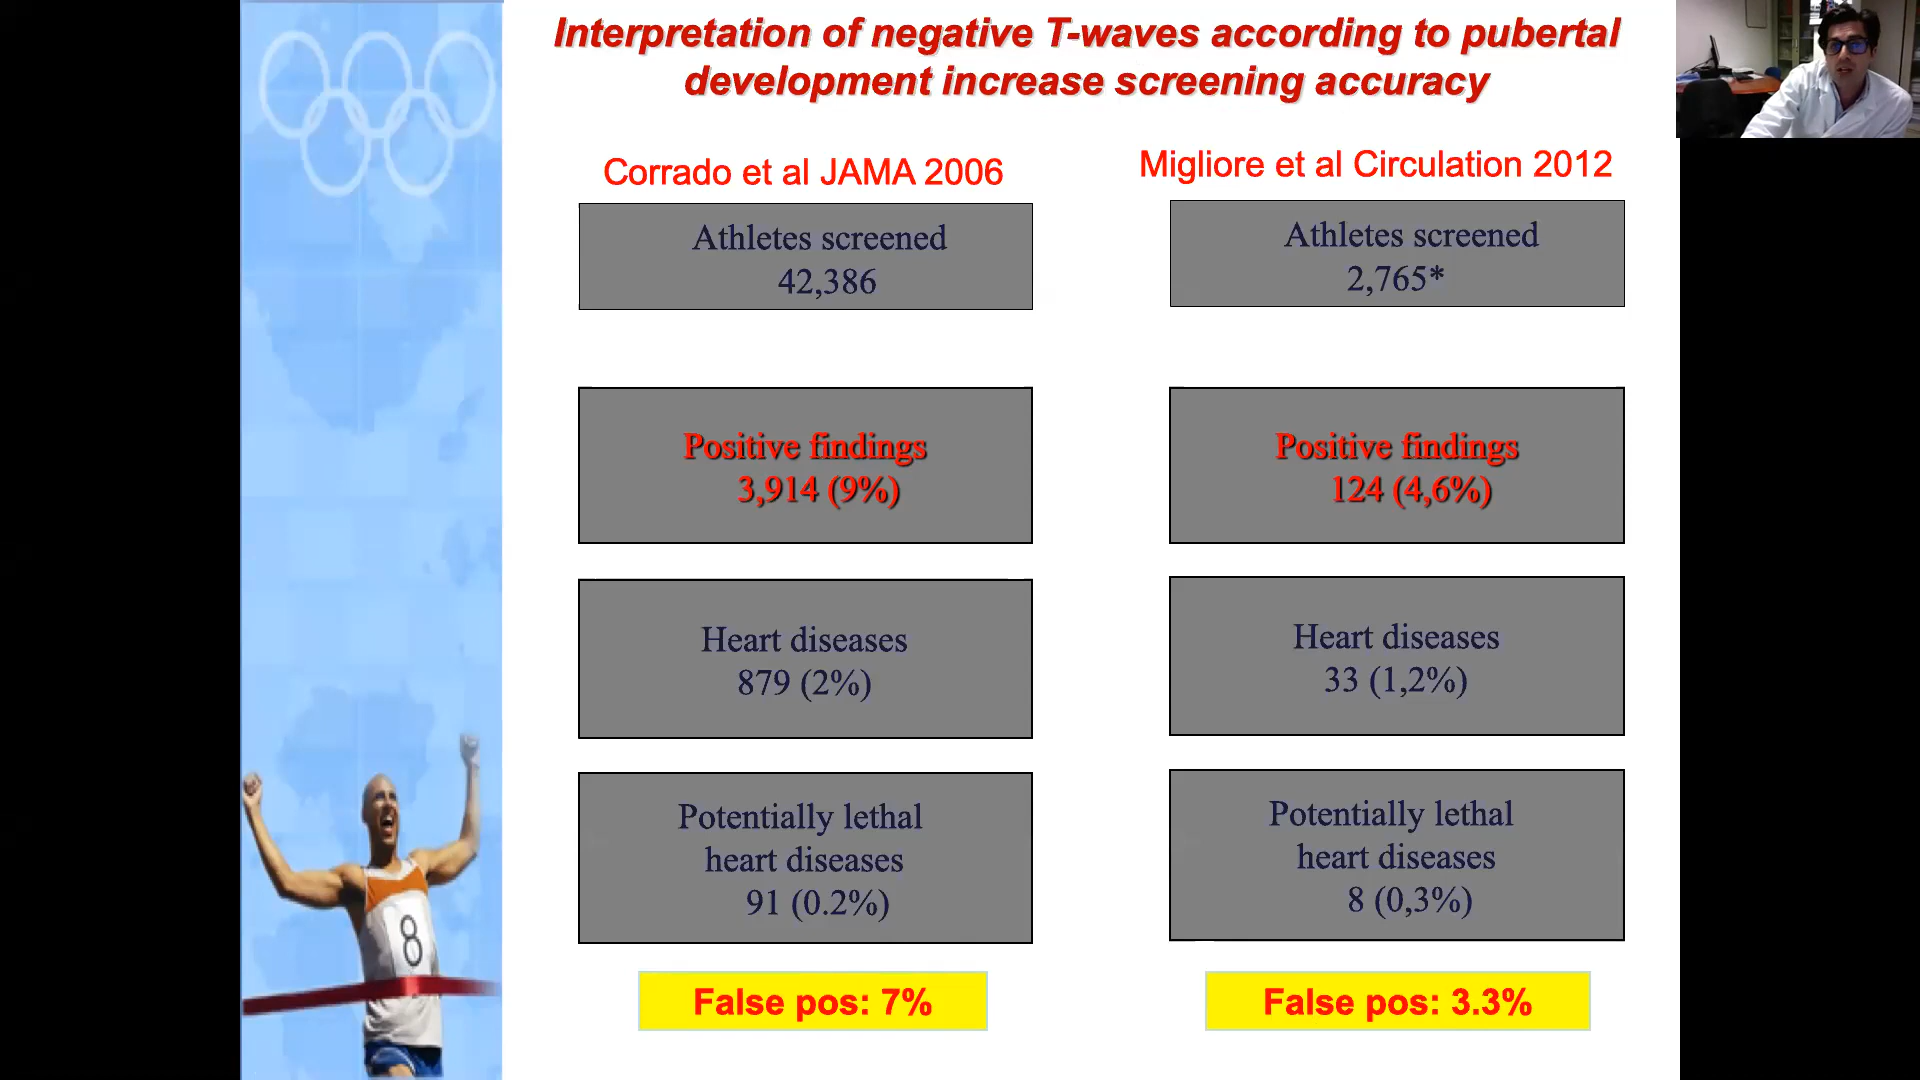 Interpretation of negative T-waves according to pubertal
development increase screening accuracy
Corrado et al JAMA 2006
Athletes screened
42,386
Positive findings
3,914 (9%)
Heart diseases
879 (2%)
Potentially lethal
heart diseases
91 (0.2%)
False pos: 7%
Migliore et al Circulation 2012
Athletes screened
2,765*
Positive findings
124 (4,6%)
Heart diseases
33 (1,2%)
Potentially lethal
heart diseases
8 (0,3%)
False pos: 3.3%
8